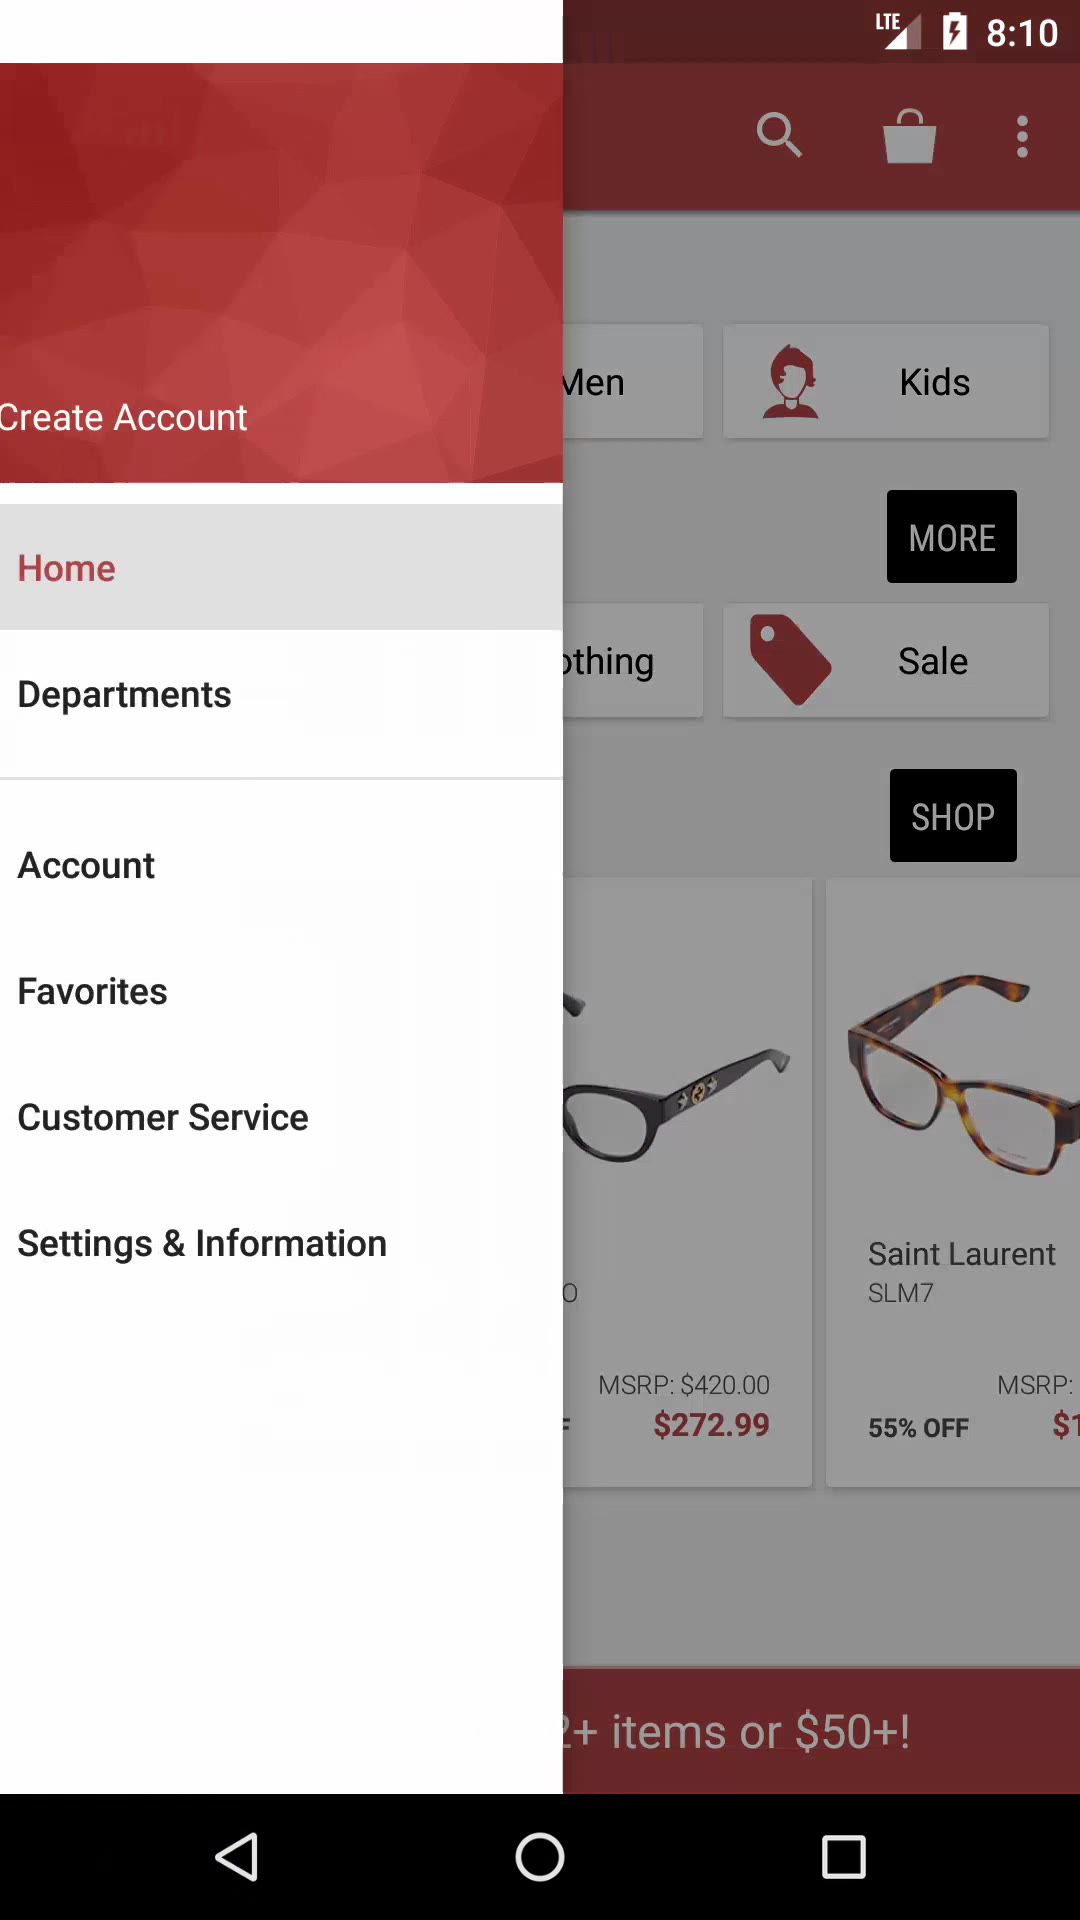 LTE 8:10
Create Account
Home
Departments
Account
Favorites
Customer Service
Settings & Information
Men
Kids
MORE
othing
Sale
SHOP
O
MSRP: $420.00
$272.99
Saint Laurent
SLM7
MSRP:
55% OFF
$1
2+ items or $50+!